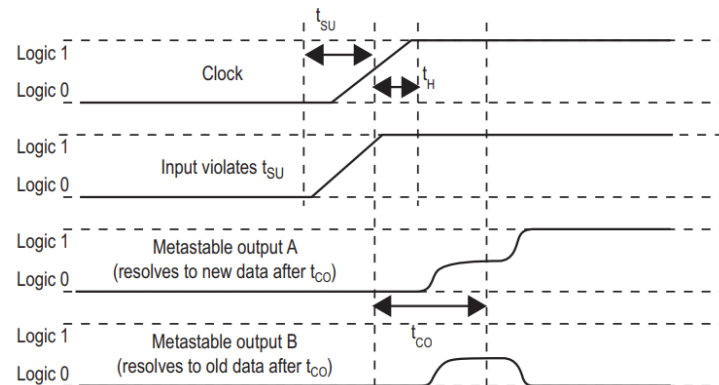 tSU
Logic 1
Clock
tH
Logic 0
Logic 1
Input violates tSU
Logic 0
Logic 1
Metastable output A
Logic 0
(resolves to new data after tCO)
tCO
Logic 1
Metastable output B
Logic 0
(resolves to old data after tCO)